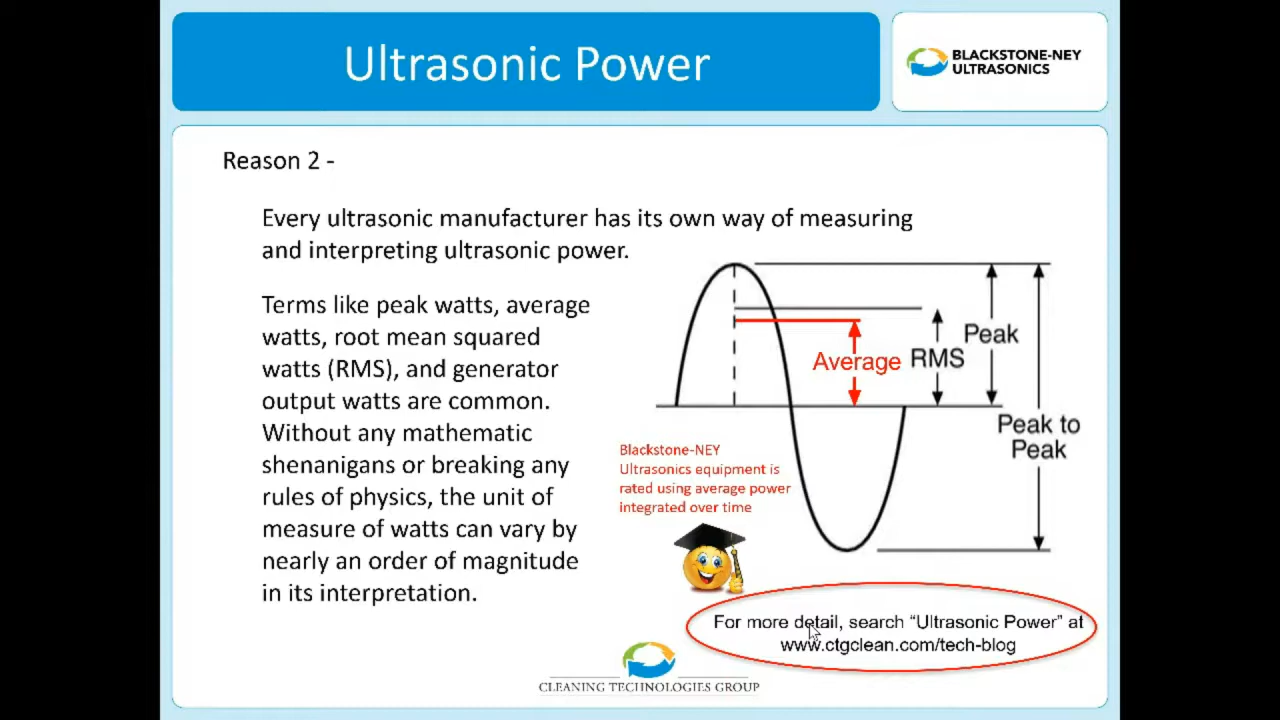 Ultrasonic Power
BLACKSTONE-NEY
ULTRASONICS
Reason 2 -
Every ultrasonic manufacturer has its own way of measuring
and interpreting ultrasonic power.
Terms like peak watts, average
watts, root mean squared
watts (RMS), and generator
output watts are common.
Without any mathematic
shenanigans or breaking any
rules of physics, the unit of
measure of watts can vary by
nearly an order of magnitude
in its interpretation.
Average
RMS
Peak
Peak to
Peak
Blackstone-NEY
Ultrasonics equipment is
rated using average power
integrated over time
For more detail, search “Ultrasonic Power” at
www.ctgclean.com/tech-blog
CLEANING TECHNOLOGIES GROUP